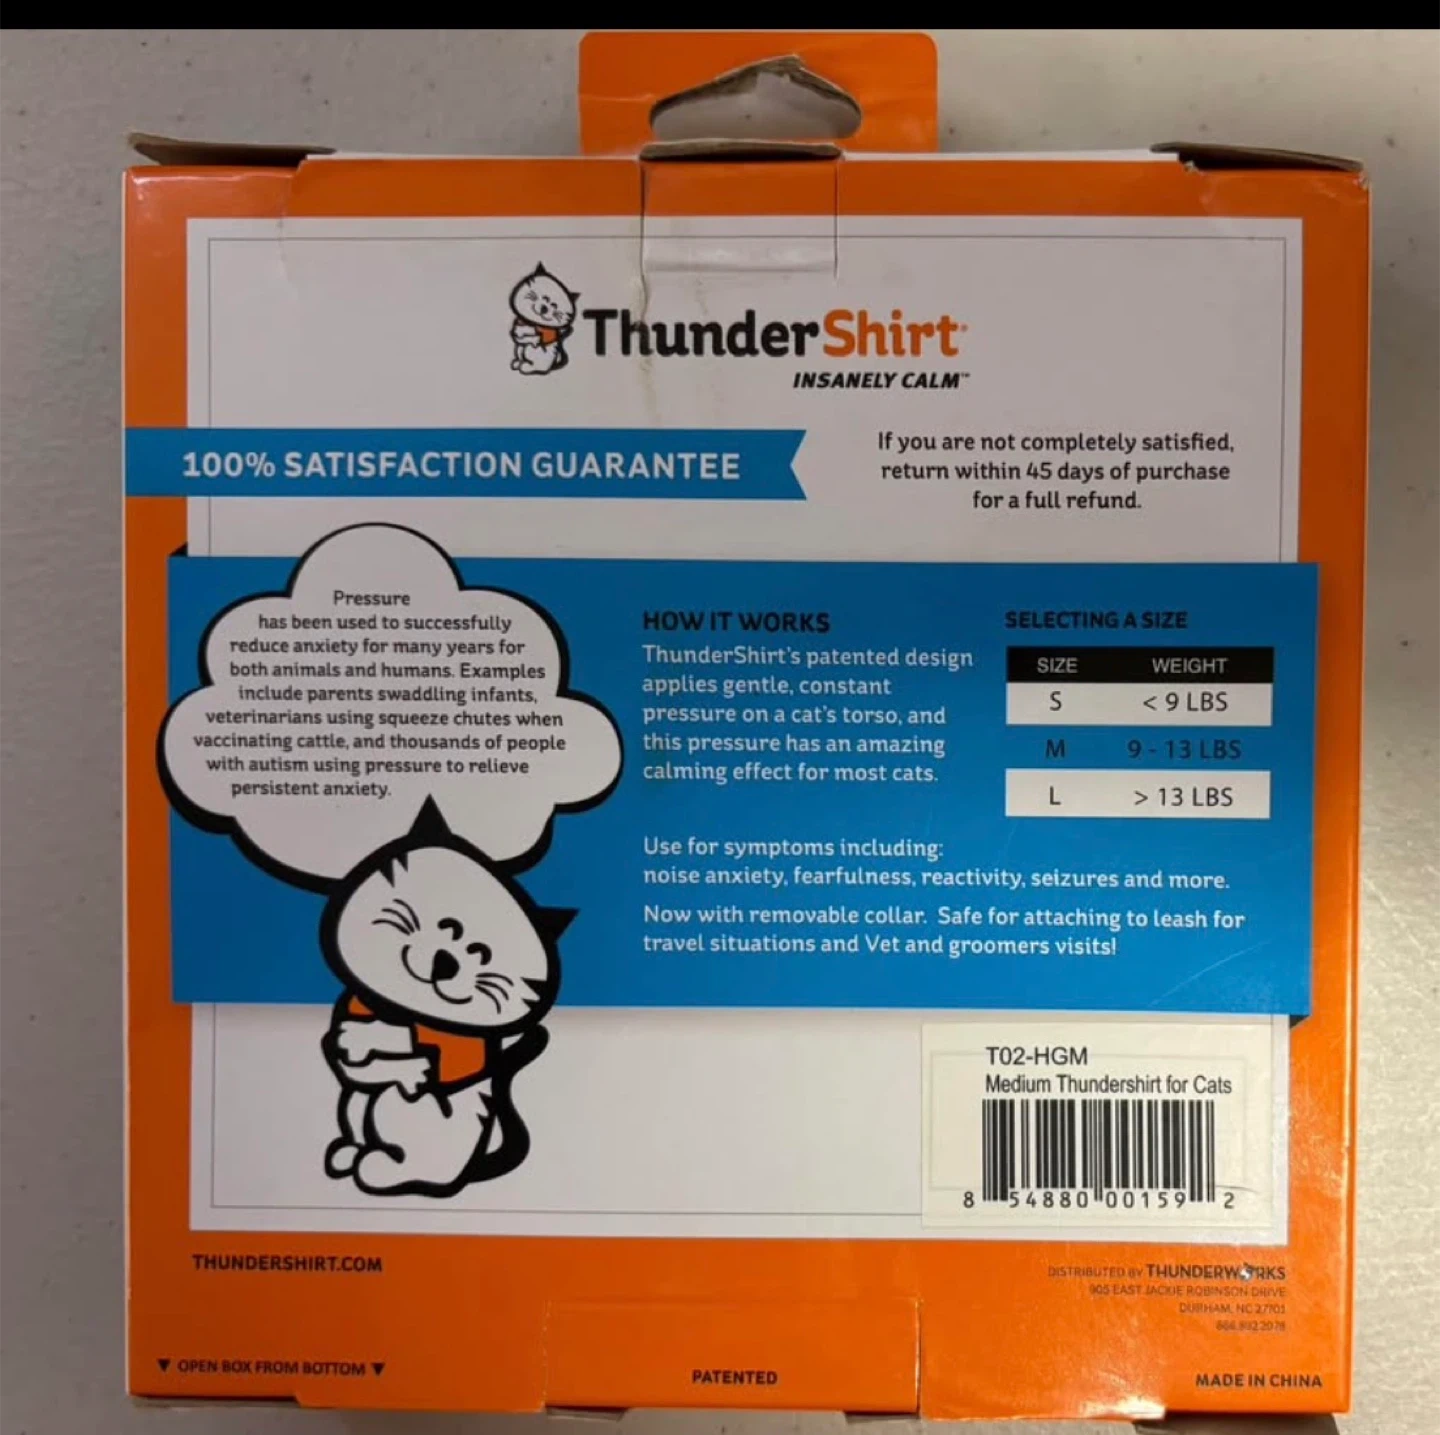 ThunderShirt®
INSANELY CALM™
100% SATISFACTION GUARANTEE
If you are not completely satisfied,
return within 45 days of purchase
for a full refund.
Pressure
has been used to successfully
reduce anxiety for many years for
both animals and humans. Examples
include parents swaddling infants,
veterinarians using squeeze chutes when
vaccinating cattle, and thousands of people
with autism using pressure to relieve
persistent anxiety.
HOW IT WORKS
ThunderShirt's patented design
applies gentle, constant
pressure on a cat's torso, and
this pressure has an amazing
calming effect for most cats.
SELECTING A SIZE
SIZE WEIGHT
S < 9 LBS
M 9 - 13 LBS
L > 13 LBS
Use for symptoms including:
noise anxiety, fearfulness, reactivity, seizures and more.
Now with removable collar. Safe for attaching to leash for
travel situations and Vet and groomers visits!
T02-HGM
Medium Thundershirt for Cats
8 54880 00159 2
THUNDERSHIRT.COM
DISTRIBUTED BY THUNDERWORKS
905 EAST JACKIE ROBINSON DRIVE
DURHAM, NC 27701
▼ OPEN BOX FROM BOTTOM ▼
PATENTED
MADE IN CHINA